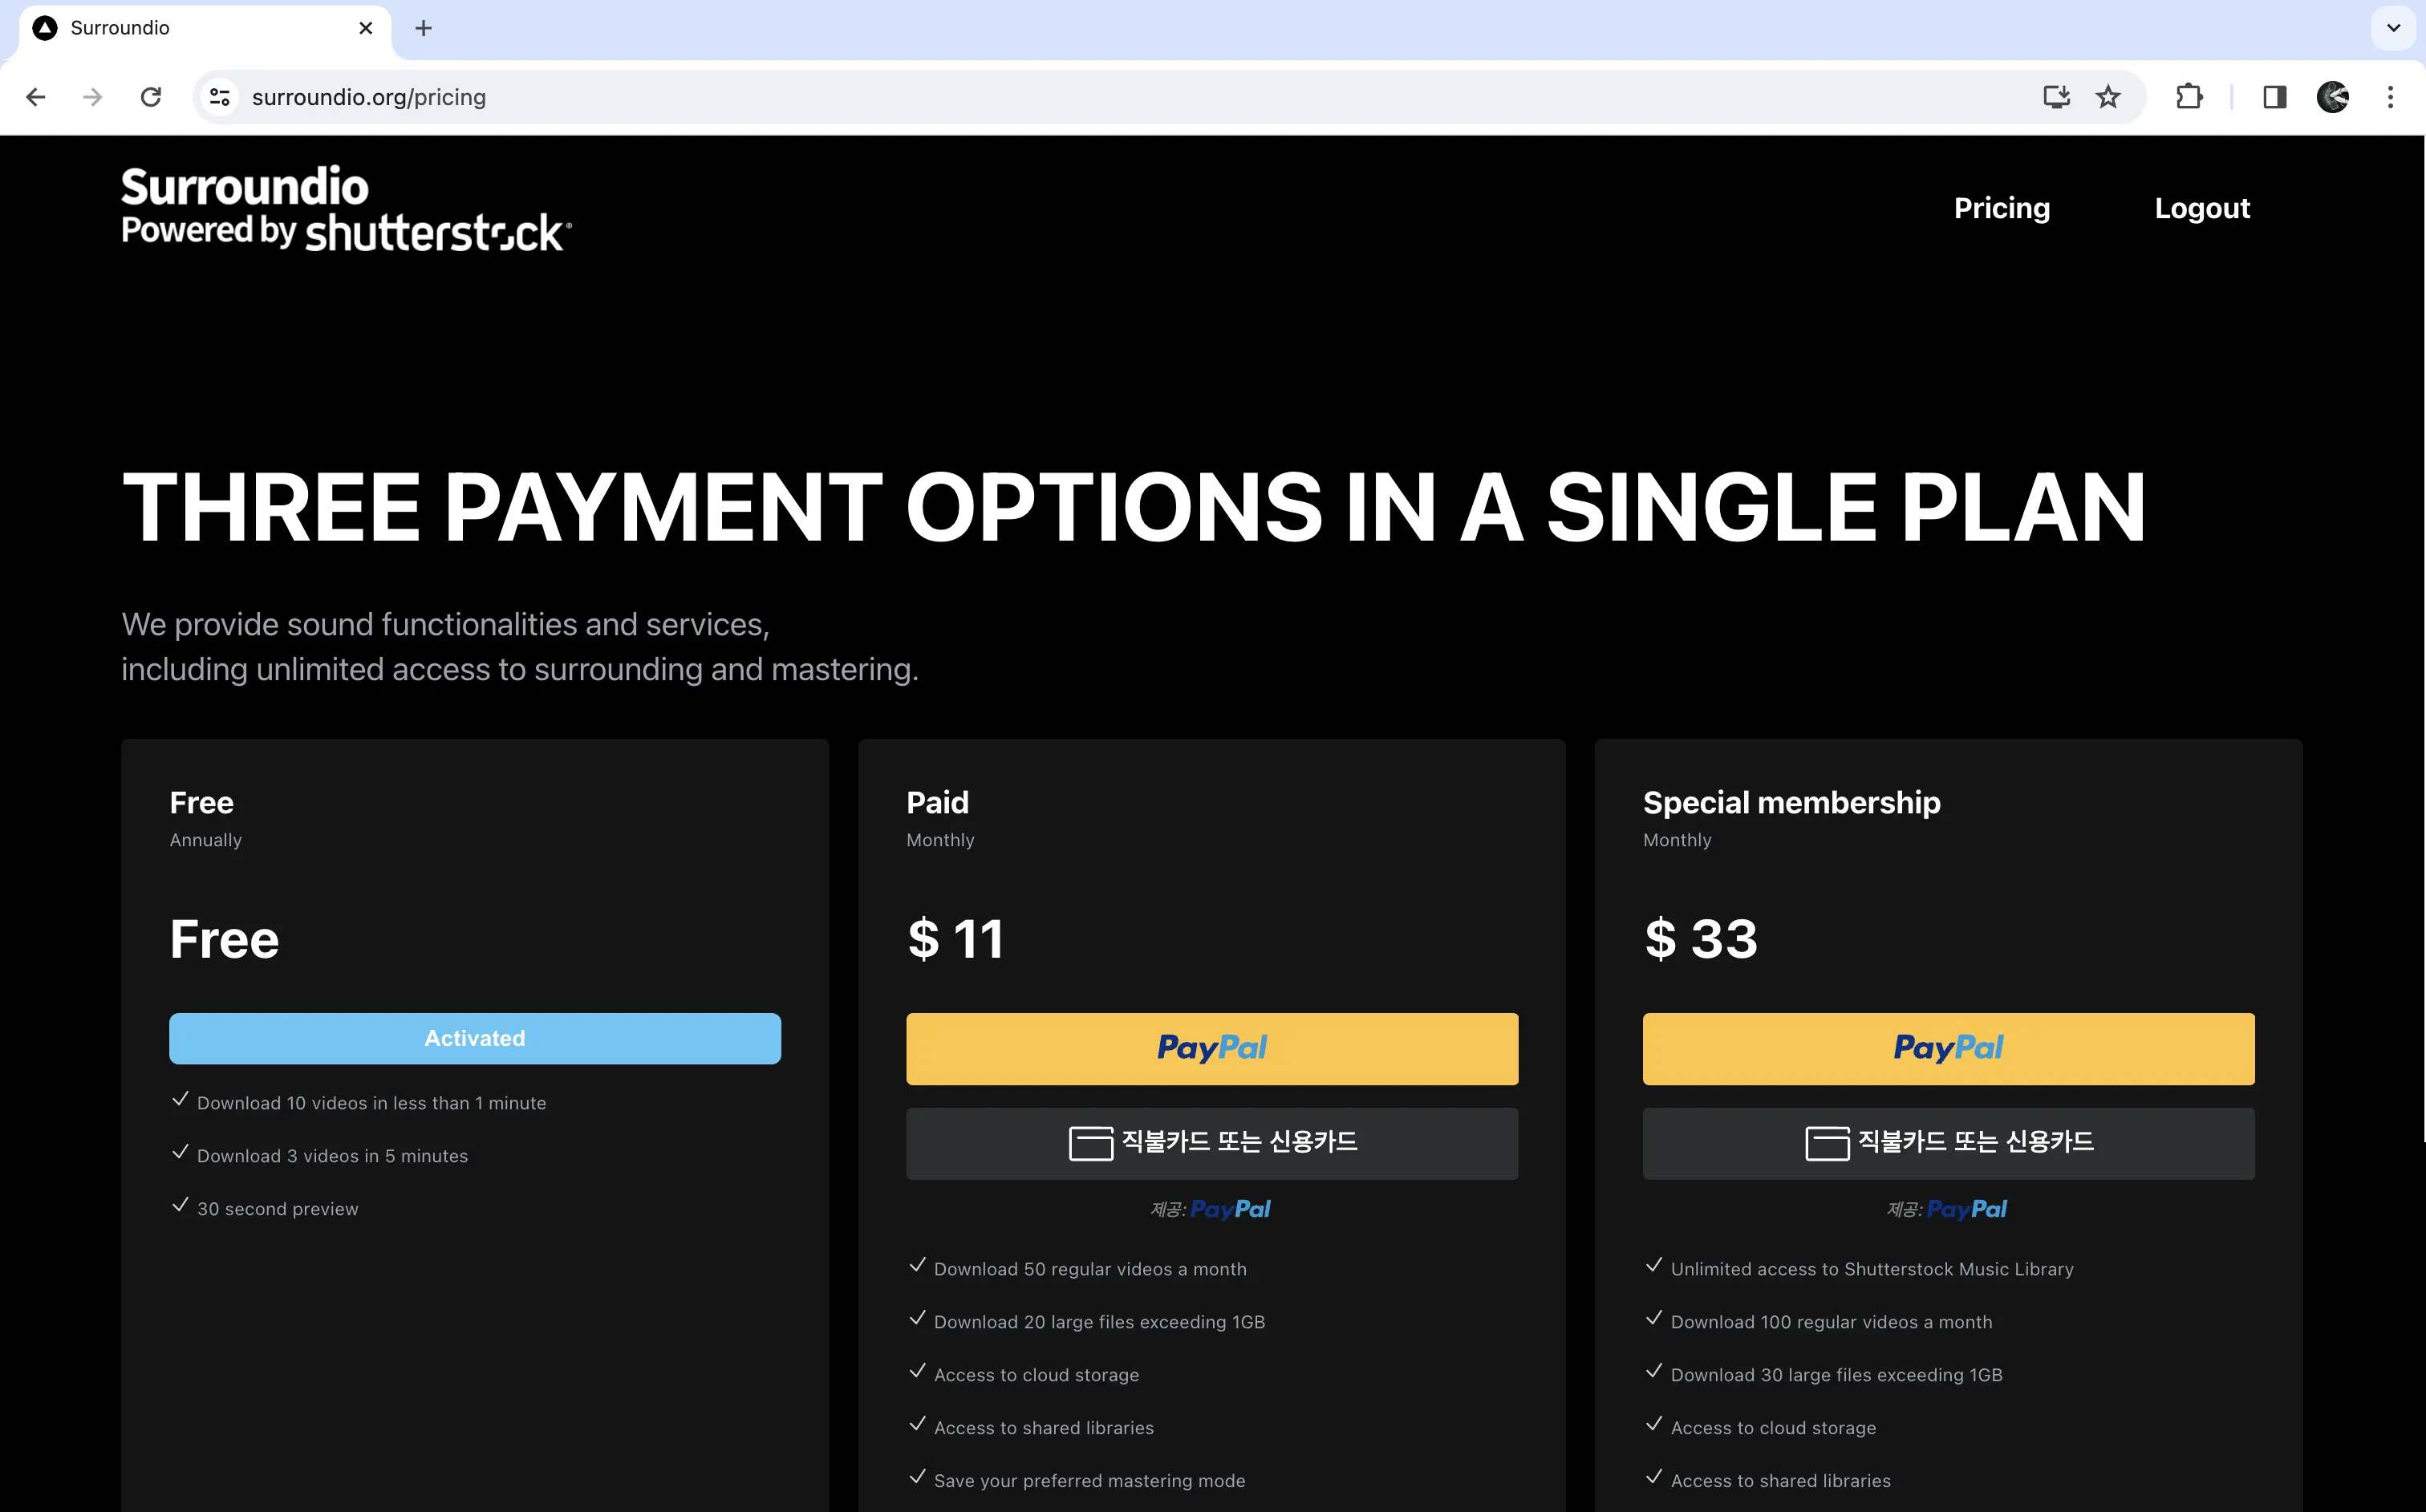 Surroundio
surroundio.org/pricing
Surroundio
Powered by shutterstock
Pricing
Logout
THREE PAYMENT OPTIONS IN A SINGLE PLAN
We provide sound functionalities and services,
including unlimited access to surrounding and mastering.
Free
Annually
Free
Activated
Download 10 videos in less than 1 minute
Download 3 videos in 5 minutes
30 second preview
Paid
Monthly
$ 11
PayPal
직불카드 또는 신용카드
제공: PayPal
Download 50 regular videos a month
Download 20 large files exceeding 1GB
Access to cloud storage
Access to shared libraries
Save your preferred mastering mode
Special membership
Monthly
$ 33
PayPal
직불카드 또는 신용카드
제공: PayPal
Unlimited access to Shutterstock Music Library
Download 100 regular videos a month
Download 30 large files exceeding 1GB
Access to cloud storage
Access to shared libraries